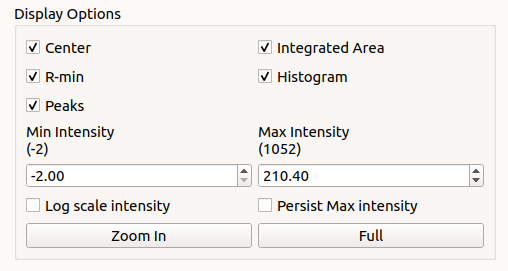 Display Options
Center
Integrated Area
R-min
Histogram
Peaks
Min Intensity
(-2)
Max Intensity
(1052)
-2.00
210.40
Log scale intensity
Persist Max intensity
Zoom In
Full